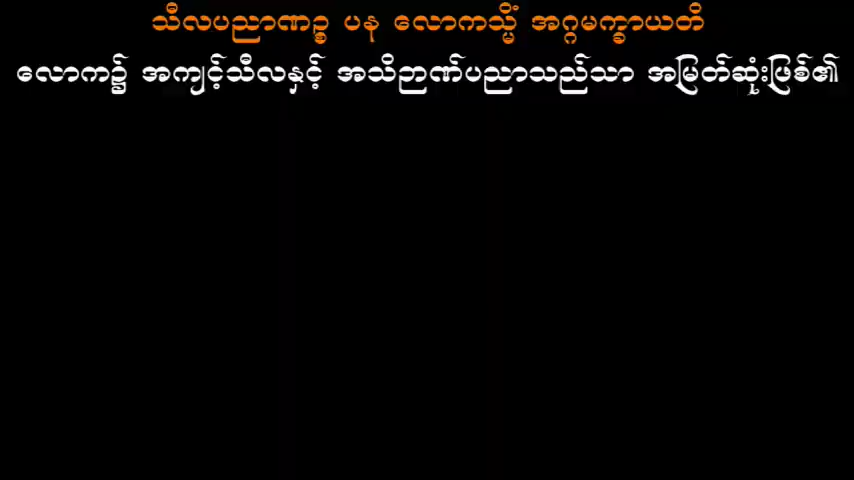 သီလပညာဏဉ္စ ပန လောကသ္မိံ အဂ္ဂမက္ခာယတိ
လောက၌ အကျင့်သီလနှင့် အသိဉာဏ်ပညာသည်သာ အမြတ်ဆုံးဖြစ်၏